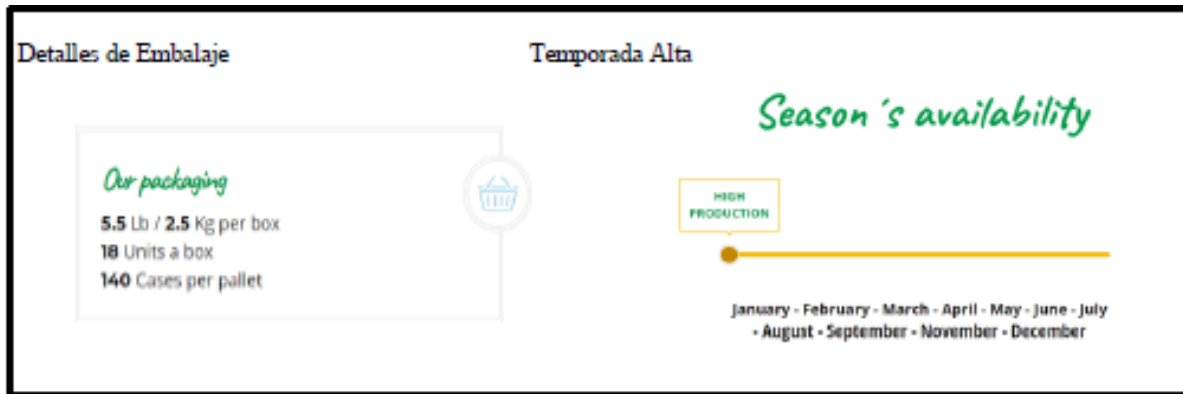 Detalles de Embalaje
Temporada Alta
Season ´s availability
Our packaging
5.5 Lb / 2.5 Kg per box
18 Units a box
140 Cases per pallet
HIGH
PRODUCTION
January - February - March - April - May - June - July
- August - September - November - December